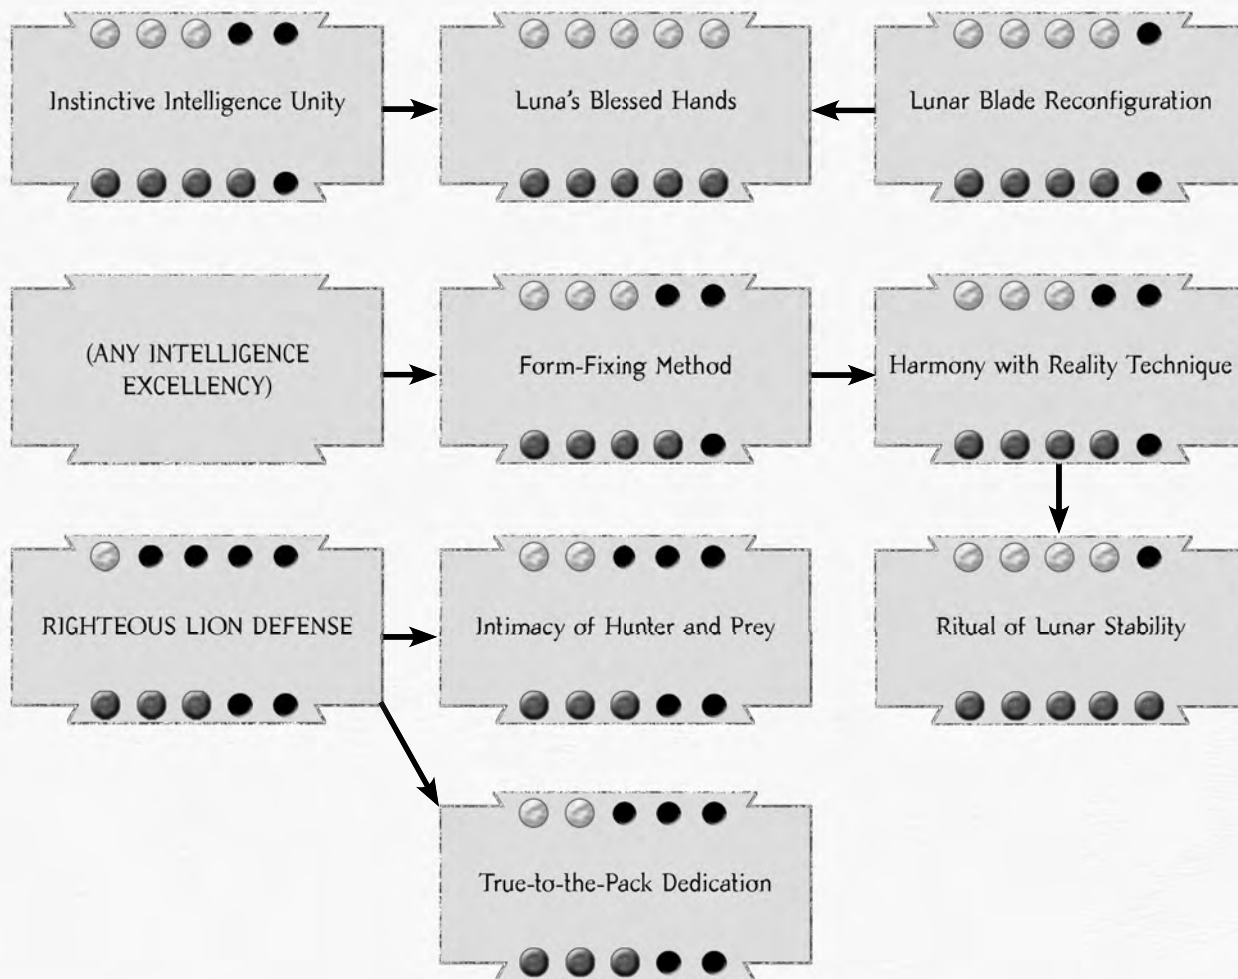 Instinctive Intelligence Unity
Luna's Blessed Hands
Lunar Blade Reconfiguration
(ANY INTELLIGENCE
EXCELLENCY)
Form-Fixing Method
Harmony with Reality Technique
RIGHTEOUS LION DEFENSE
Intimacy of Hunter and Prey
Ritual of Lunar Stability
True-to-the-Pack Dedication